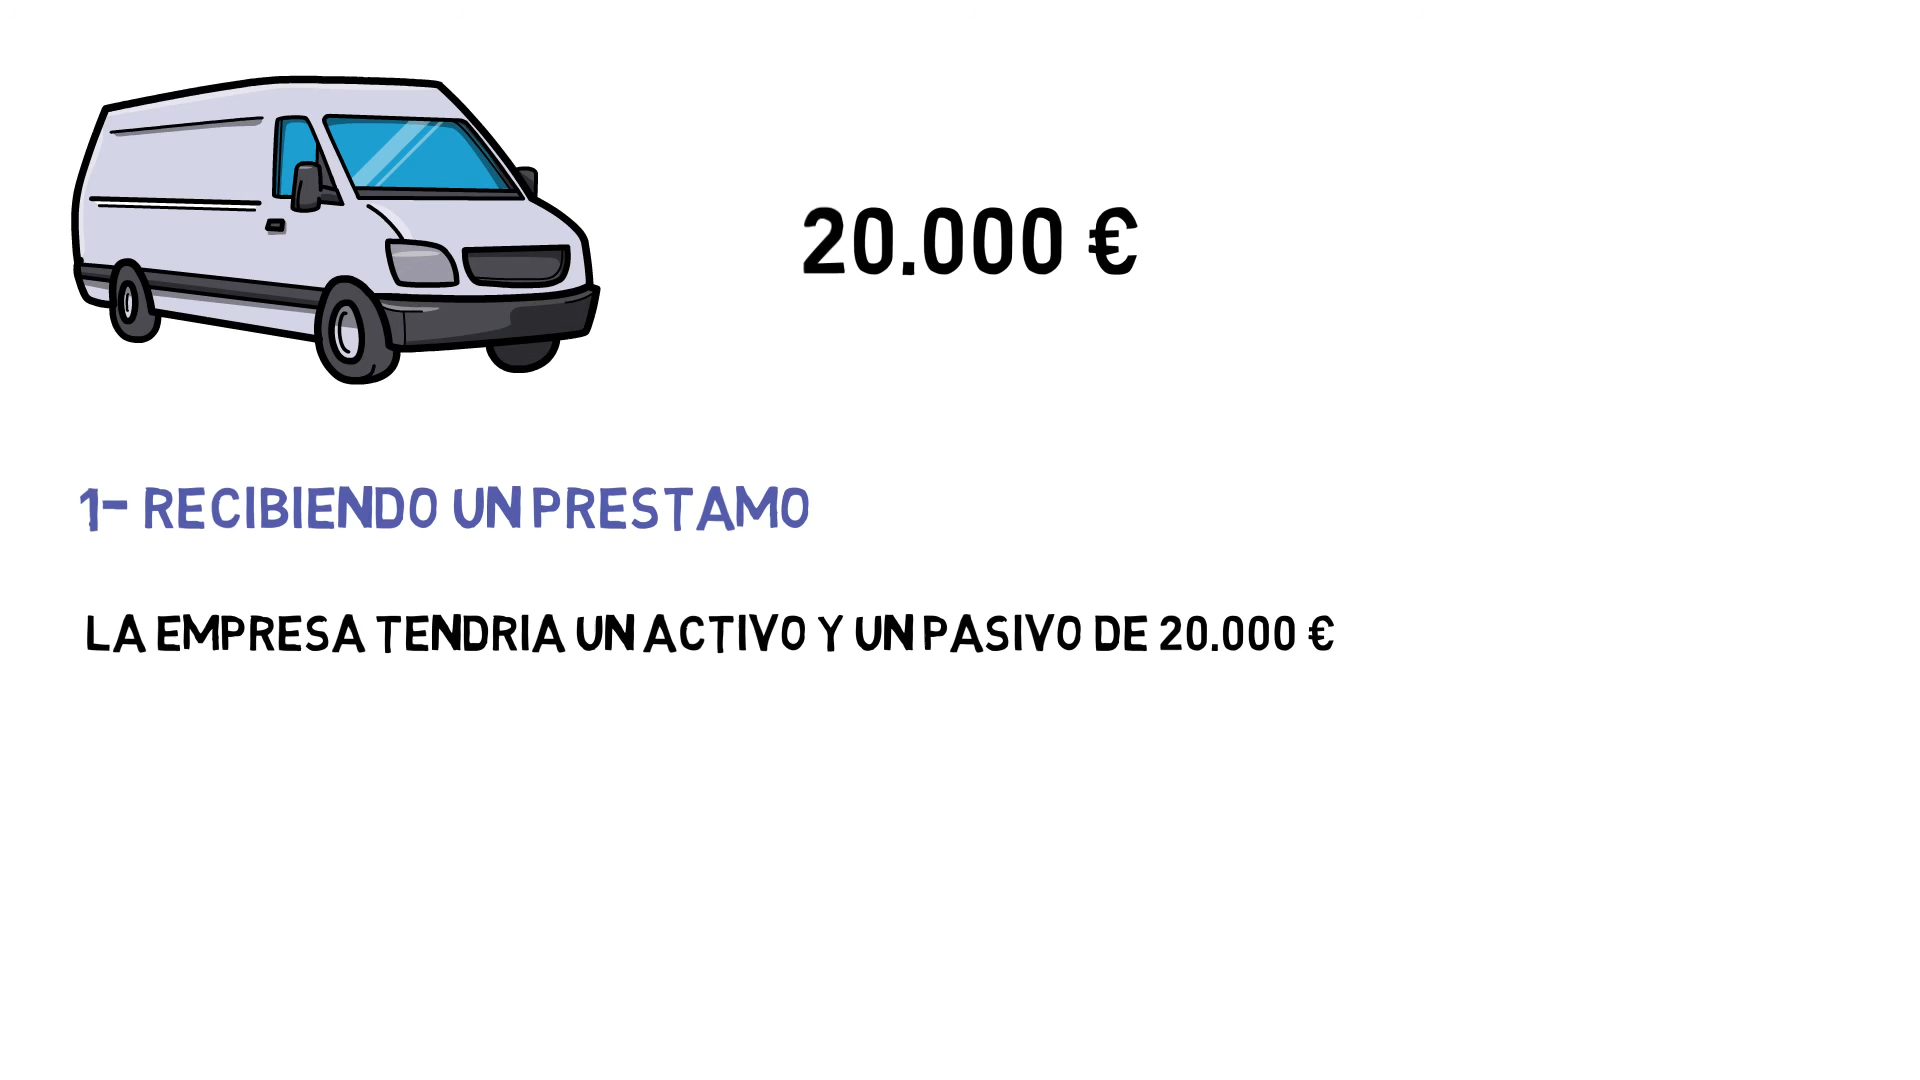 20.000 €
1- RECIBIENDO UN PRESTAMO
LA EMPRESA TENDRIA UN ACTIVO Y UN PASIVO DE 20.000 €